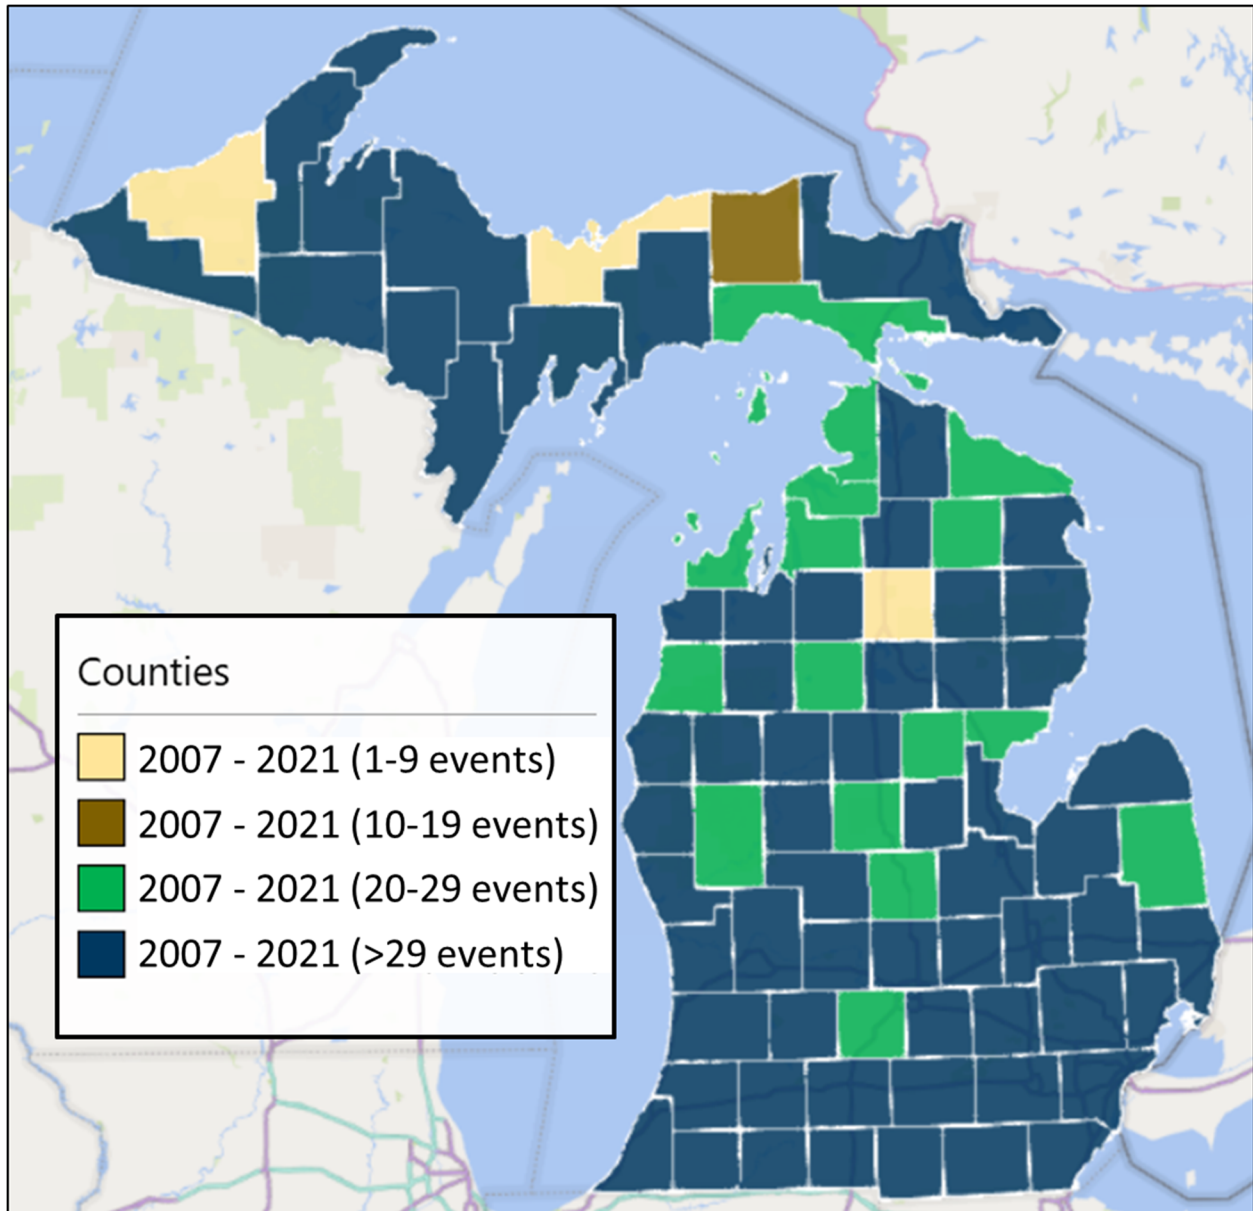 Counties
2007 - 2021 (1-9 events)
2007 - 2021 (10-19 events)
2007 - 2021 (20-29 events)
2007 - 2021 (>29 events)